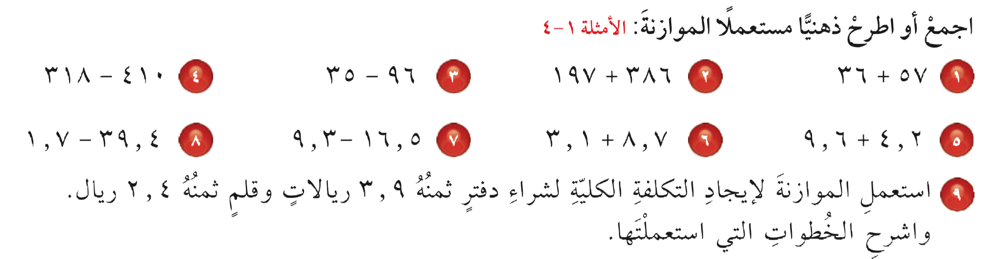 اجمعْ أو اطرحْ ذهنيًّا مستعملًا الموازنةَ: الأمثلة ١-٤
١ ٥٧ + ٣٦ ٢ ٣٨٦ + ١٩٧ ٣ ٩٦ - ٣٥ ٤ ٤١٠ - ٣١٨
٥ ٤,٢ + ٩,٦ ٦ ٨,٧ + ٣,١ ٧ ١٦,٥ - ٩,٣ ٨ ٣٩,٤ - ١,٧
٩ استعملِ الموازنةَ لإيجادِ التكلفةِ الكليّةِ لشراءِ دفترٍ ثمنُهُ ٣,٩ ريالاتٍ وقلمٍ ثمنُهُ ٢,٤ ريال.
واشرحِ الخُطواتِ التي استعملْتَها.